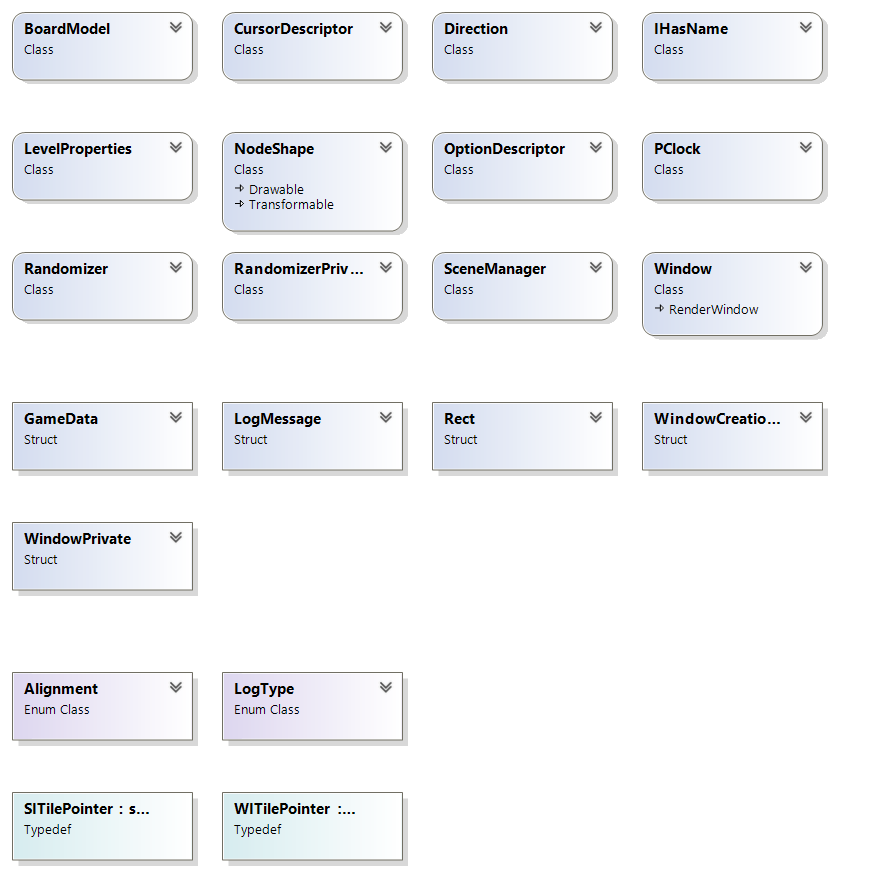 BoardModel
Class
CursorDescriptor
Class
Direction
Class
IHasName
Class
LevelProperties
Class
NodeShape
Class
Drawable
Transformable
OptionDescriptor
Class
PClock
Class
Randomizer
Class
RandomizerPriv...
Class
SceneManager
Class
Window
Class
RenderWindow
GameData
Struct
LogMessage
Struct
Rect
Struct
WindowCreatio...
Struct
WindowPrivate
Struct
Alignment
Enum Class
LogType
Enum Class
SITilePointer : s...
Typedef
WITilePointer :...
Typedef